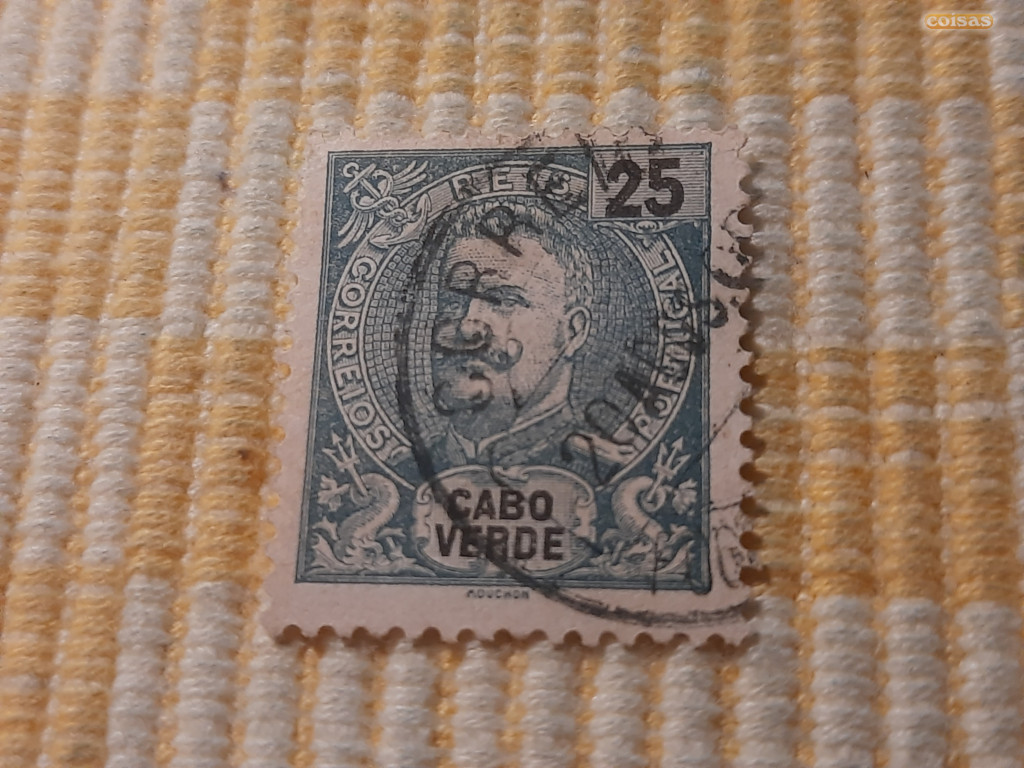 coisas
REIS
25
CORREIOS
PORTUGAL
CABO
VERDE
MOUCHON